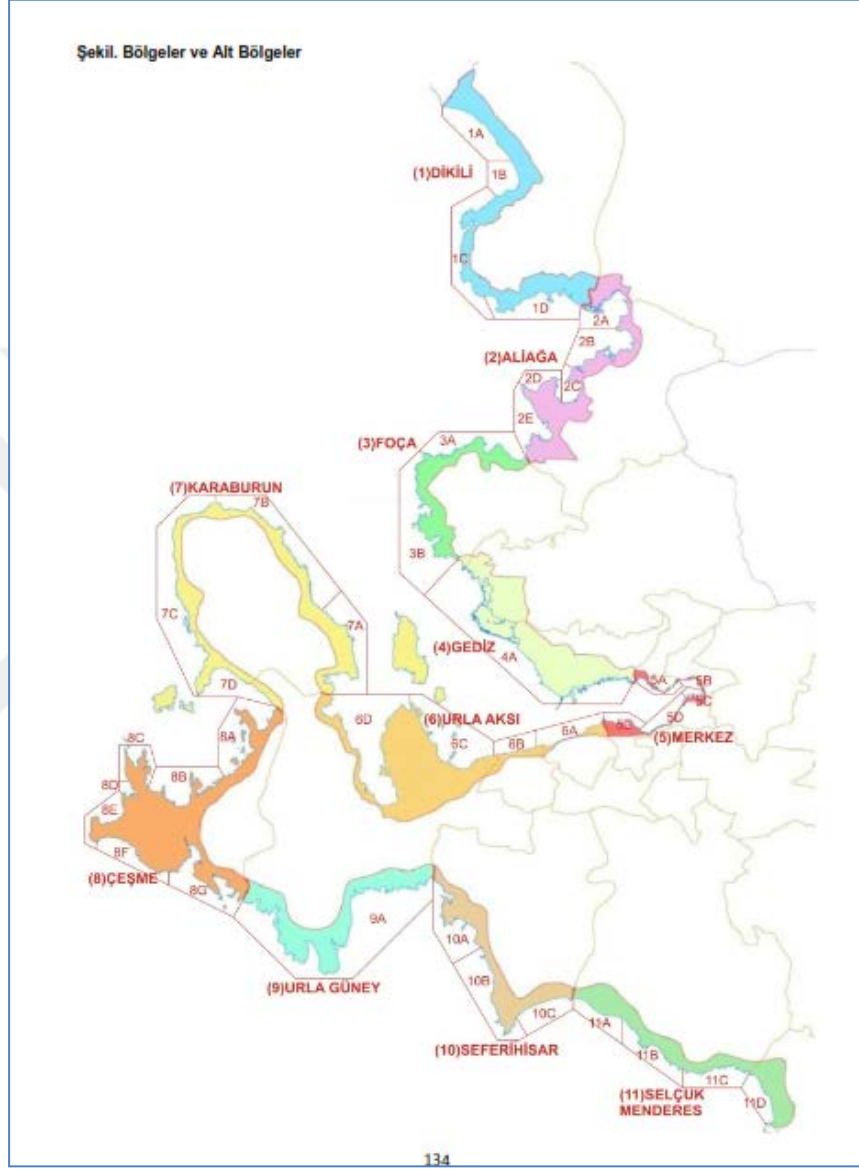 Şekil. Bölgeler ve Alt Bölgeler
1A
(1)DİKİLİ
1B
1C
1D
2A
2B
(2)ALİAĞA
2D
2C
2E
(3)FOÇA
3A
3B
(7)KARABURUN
7B
7A
7C
7D
(4)GEDİZ
4A
5A
5B
5C
5D
(5)MERKEZ
(6)URLA AKSI
6D
6C
6B
6A
8A
8C
8B
8D
8E
8F
(8)ÇEŞME
8G
9A
(9)URLA GÜNEY
10A
10B
10C
(10)SEFERİHİSAR
11A
11B
11C
11D
(11)SELÇUK
MENDERES
134